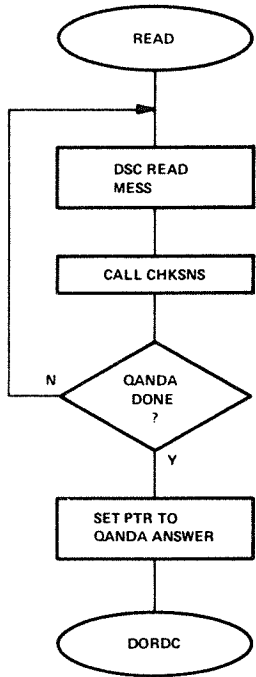 READ
DSC READ
MESS
CALL CHKSNS
QANDA
DONE
?
N
Y
SET PTR TO
QANDA ANSWER
DORDC